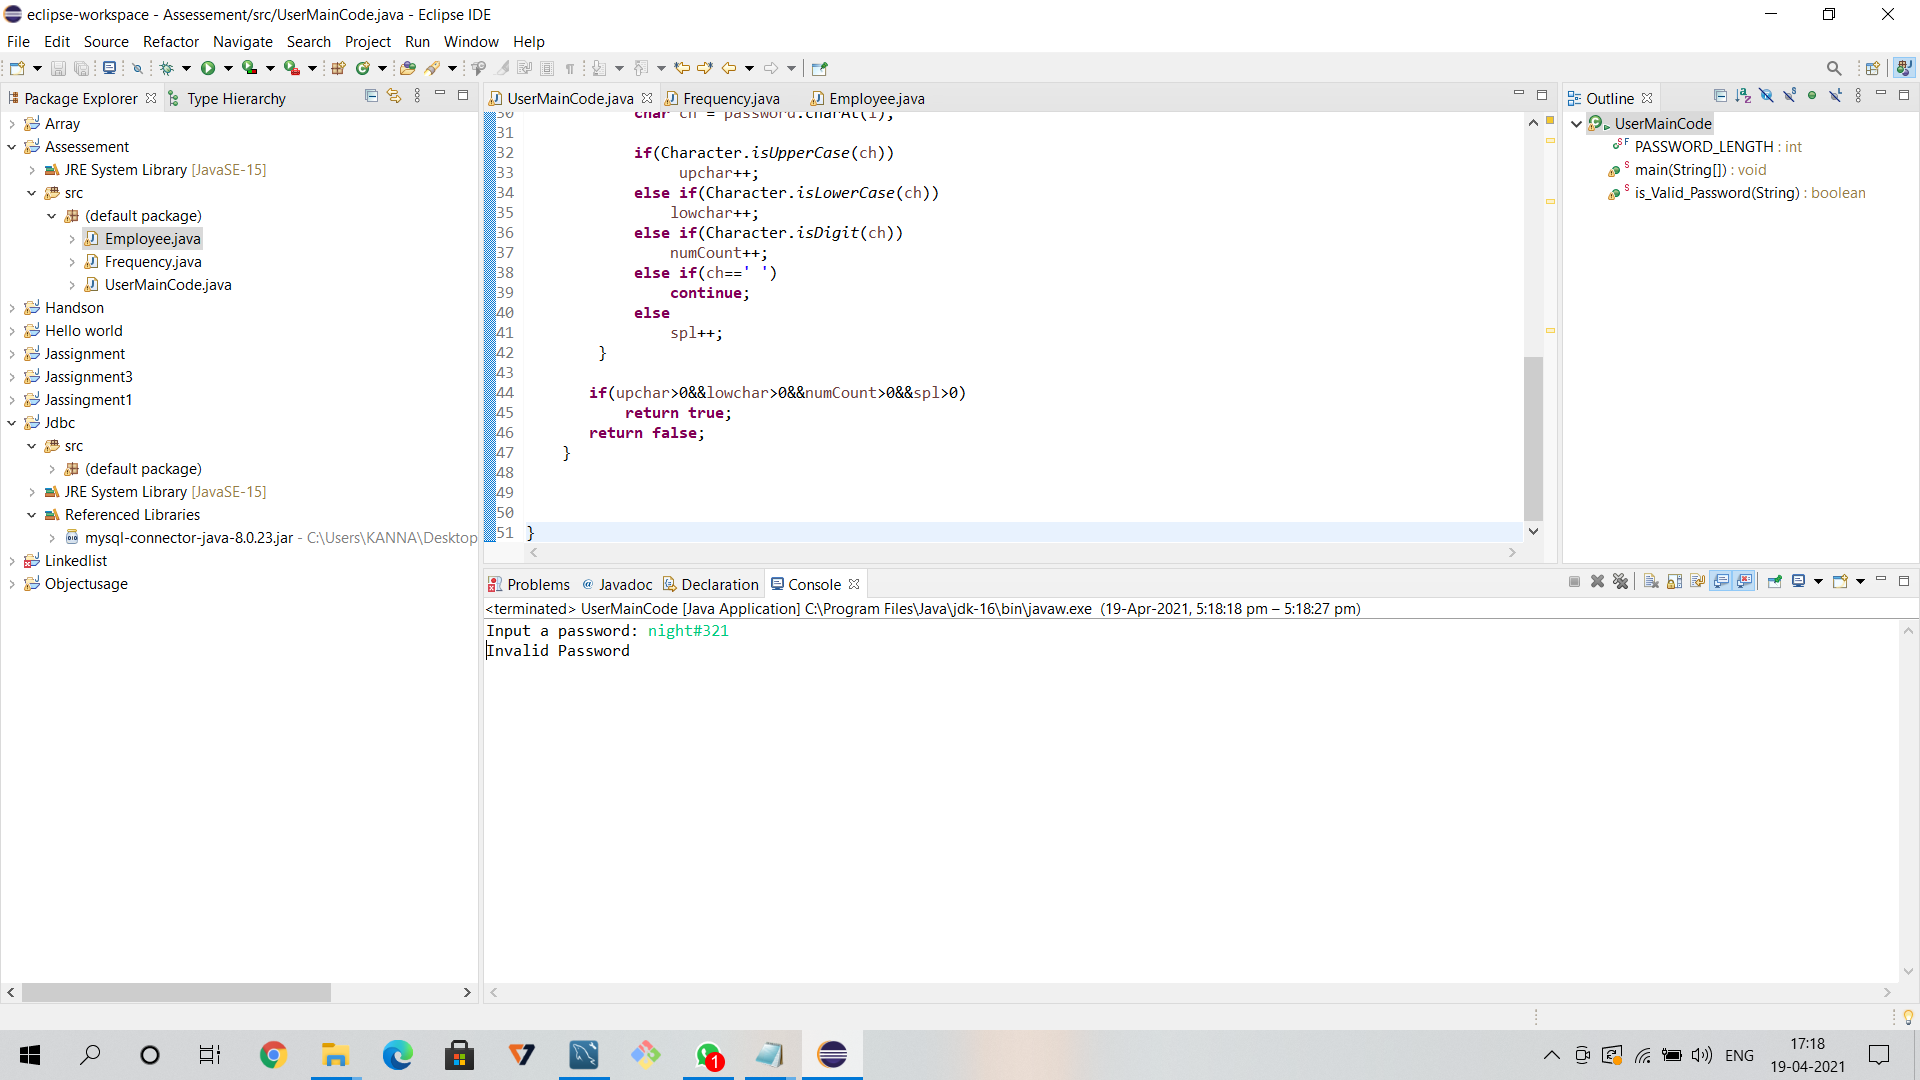 eclipse-workspace - Assessement/src/UserMainCode.java - Eclipse IDE
File Edit Source Refactor Navigate Search Project Run Window Help
Package Explorer Type Hierarchy
Array
Assessement
JRE System Library [JavaSE-15]
src
(default package)
Employee.java
Frequency.java
UserMainCode.java
Handson
Hello world
Jassignment
Jassignment3
Jassingment1
Jdbc
src
(default package)
JRE System Library [JavaSE-15]
Referenced Libraries
mysql-connector-java-8.0.23.jar - C:\Users\KANNA\Desktop
Linkedlist
Objectusage
UserMainCode.java Frequency.java Employee.java
30 char ch = password.charAt(i);
31
32 if(Character.isUpperCase(ch))
33 upchar++;
34 else if(Character.isLowerCase(ch))
35 lowchar++;
36 else if(Character.isDigit(ch))
37 numCount++;
38 else if(ch==' ')
39 continue;
40 else
41 spl++;
42 }
43
44 if(upchar>0&&lowchar>0&&numCount>0&&spl>0)
45 return true;
46 return false;
47 }
48
49
50
51 }
Outline
UserMainCode
PASSWORD_LENGTH : int
main(String[]) : void
is_Valid_Password(String) : boolean
Problems @ Javadoc Declaration Console
<terminated> UserMainCode [Java Application] C:\Program Files\Java\jdk-16\bin\javaw.exe (19-Apr-2021, 5:18:18 pm – 5:18:27 pm)
Input a password: night#321
Invalid Password
1
ENG
17:18
19-04-2021